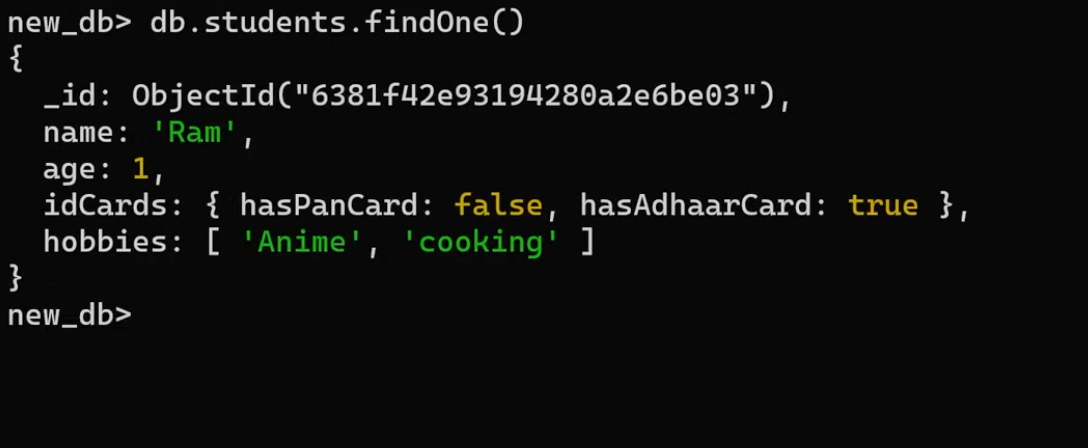 new_db> db.students.findOne()
{
  _id: ObjectId("6381f42e93194280a2e6be03"),
  name: 'Ram',
  age: 1,
  idCards: { hasPanCard: false, hasAdhaarCard: true },
  hobbies: [ 'Anime', 'cooking' ]
}
new_db>